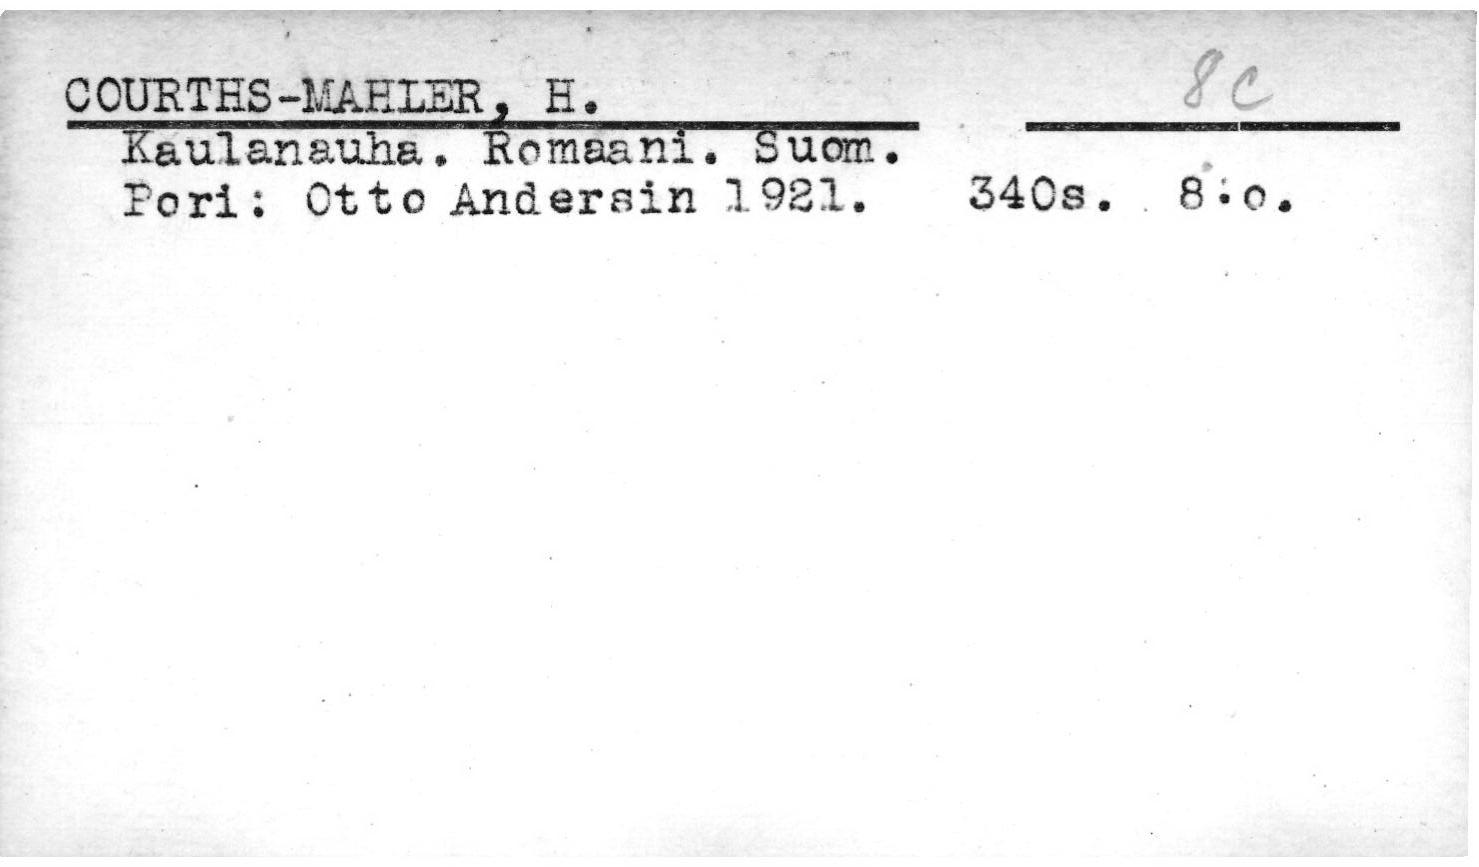 COURTHS-MAHLER, H. 8c
Kaulanauha. Romaani. Suom.
Pori: Otto Andersin 1921. 340s. 8:o.